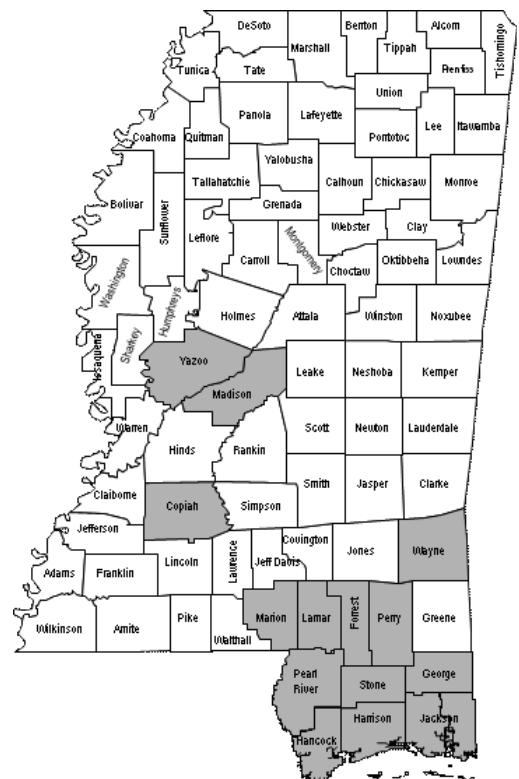 DeSoto
Benton
Alcorn
Tippah
Marshall
Tishomingo
Tunica
Tate
Prentiss
Union
Panola
Lafeyette
Lee
Itawamba
Coahoma
Quitman
Pontotoc
Yalobusha
Tallahatchie
Calhoun
Chickasaw
Monroe
Bolivar
Sunflower
Grenada
Leflore
Webster
Clay
Montgomery
Carroll
Choctaw
Oktibbeha
Lowndes
Washington
Humphreys
Holmes
Attala
Winston
Noxubee
Issaquena
Sharkey
Yazoo
Leake
Neshoba
Kemper
Madison
Warren
Scott
Newton
Lauderdale
Hinds
Rankin
Smith
Jasper
Clarke
Claiborne
Copiah
Simpson
Jefferson
Covington
Jones
Wayne
Adams
Franklin
Lincoln
Lawrence
Jeff Davis
Wilkinson
Amite
Pike
Walthall
Marion
Lamar
Forrest
Perry
Greene
Pearl
River
Stone
George
Hancock
Harrison
Jackson